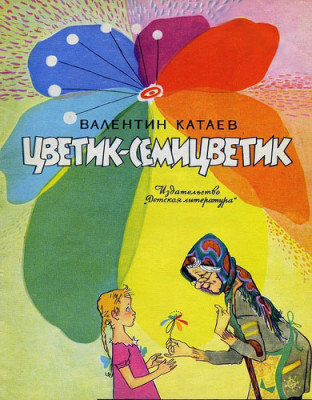 ВАЛЕНТИН КАТАЕВ
ЦВЕТИК-СЕМИЦВЕТИК
Издательство
„Детская литература"